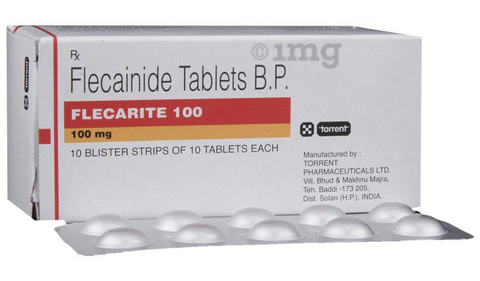 1mg
Rx
Flecainide Tablets B.P.
FLECARITE 100
100 mg
torrent
10 BLISTER STRIPS OF 10 TABLETS EACH
Manufactured by :
TORRENT
PHARMACEUTICALS LTD.
Vill. Bhud & Makhnu Majra,
Teh. Baddi -173 205,
Dist. Solan (H.P.), INDIA.